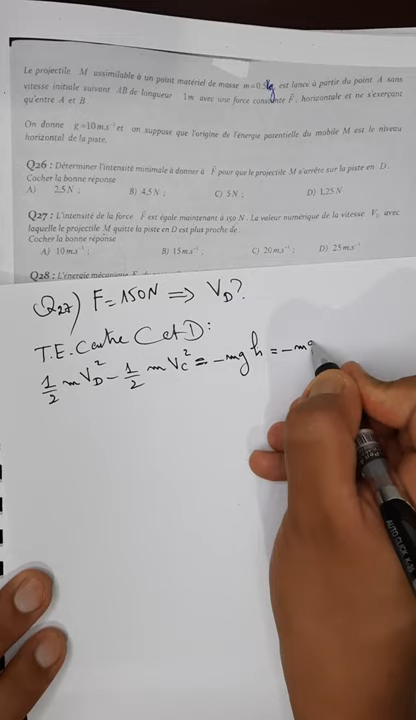 Le projectile M assimilable à un point matériel de masse m=0.5kg est lancé à partir du point A sans
vitesse initiale suivant AB de longueur 1m avec une force constante F, horizontale et ne s'exerçant
qu'entre A et B
On donne g=10m.s⁻² et on suppose que l'origine de l'énergie potentielle du mobile M est le niveau
horizontal de la piste.
Q26 : Déterminer l'intensité minimale à donner à F pour que le projectile M s'arrête sur la piste en D.
Cocher la bonne réponse
A) 2,5 N ; B) 4,5 N ; C) 5 N ; D) 1,25 N
Q27 : L'intensité de la force F est égale maintenant à 150 N. La valeur numérique de la vitesse V_D avec
laquelle le projectile M quitte la piste en D est plus proche de
Cocher la bonne réponse
A) 10 m.s⁻¹ ; B) 15 m.s⁻¹ ; C) 20 m.s⁻¹ ; D) 25 m.s⁻¹
Q28 : L'énergie mécanique
Q27) F = 150N ⟹ V_D ?
T.E.C entre C et D :
1/2 m V_D² - 1/2 m V_C² = -mgh = -mg